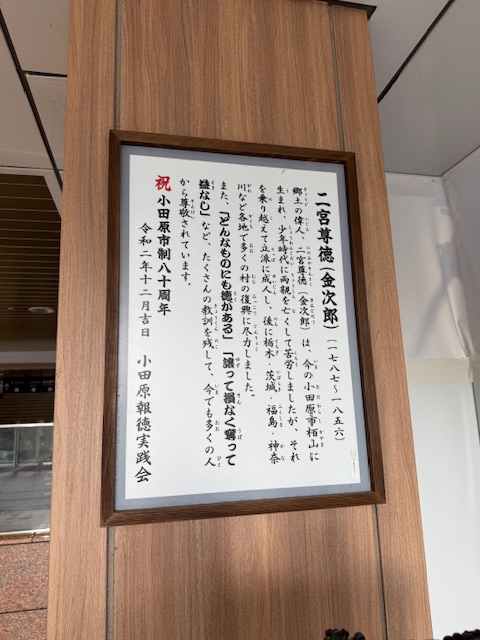 二宮尊徳（金次郎）（一七八七〜一八五六）
郷土の偉人、二宮尊徳（金次郎）は、今の小田原市栢山に
生まれ、少年時代に両親を亡くして苦労しましたが、それ
を乗り越えて立派に成人し、後に栃木・茨城・福島・神奈
川など各地で多くの村の復興に尽力しました。
また、「どんなものにも徳がある」「譲って損なく奪って
益なし」など、たくさんの教訓を残して、今でも多くの人
から尊敬されています。
祝 小田原市制八十周年
令和二年十二月吉日 小田原報徳実践会